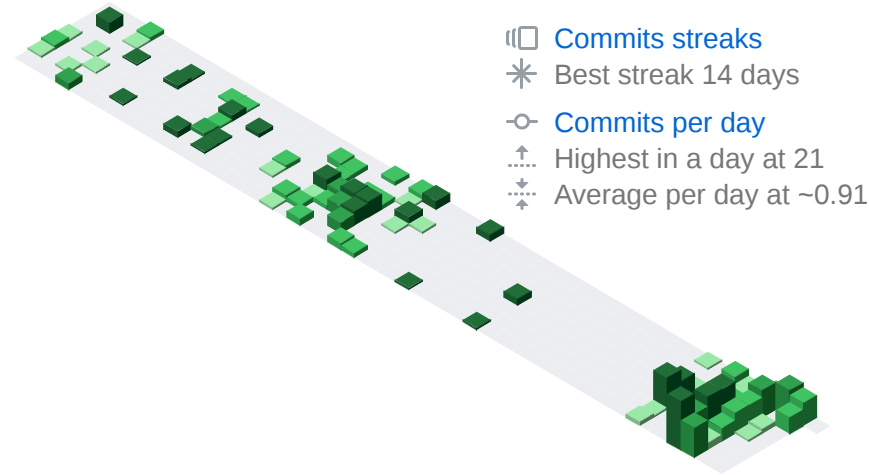 Commits streaks
Best streak 14 days
Commits per day
Highest in a day at 21
Average per day at ~0.91